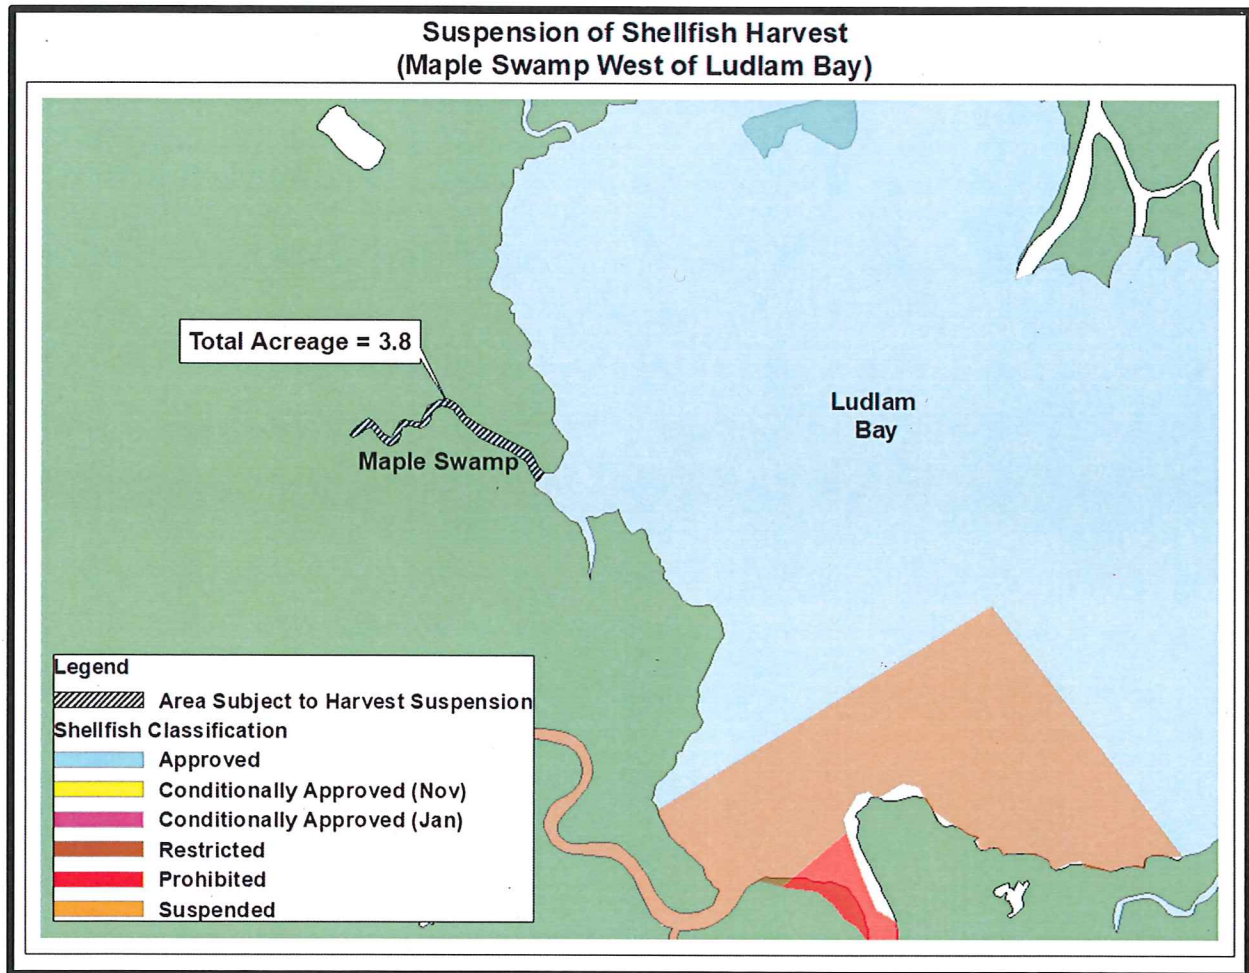 Suspension of Shellfish Harvest
(Maple Swamp West of Ludlam Bay)
Total Acreage = 3.8
Ludlam
Bay
Maple Swamp
Legend
Area Subject to Harvest Suspension
Shellfish Classification
Approved
Conditionally Approved (Nov)
Conditionally Approved (Jan)
Restricted
Prohibited
Suspended